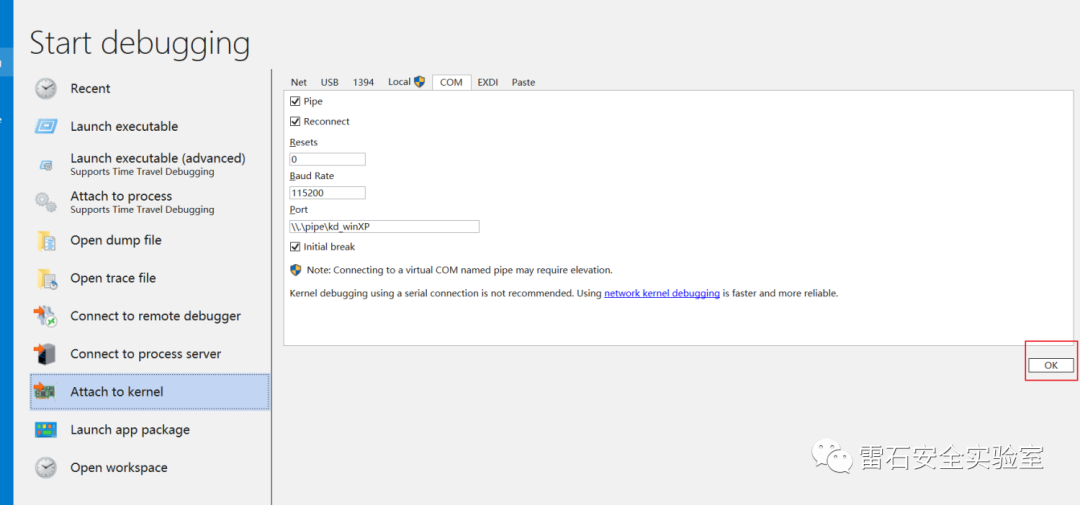 Start debugging
Recent
Launch executable
Launch executable (advanced)
Supports Time Travel Debugging
Attach to process
Supports Time Travel Debugging
Open dump file
Open trace file
Connect to remote debugger
Connect to process server
Attach to kernel
Launch app package
Open workspace
Net USB 1394 Local COM EXDI Paste
Pipe
Reconnect
Resets
0
Baud Rate
115200
Port
\\.\pipe\kd_winXP
Initial break
Note: Connecting to a virtual COM named pipe may require elevation.
Kernel debugging using a serial connection is not recommended. Using network kernel debugging is faster and more reliable.
OK
雷石安全实验室